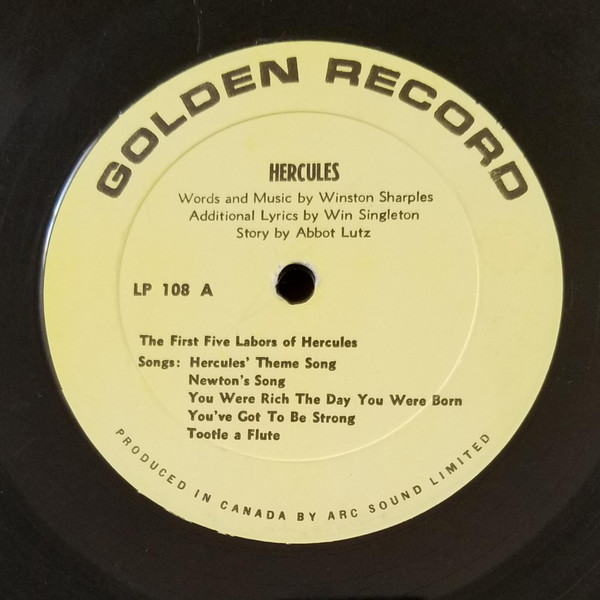 GOLDEN RECORD
HERCULES
Words and Music by Winston Sharples
Additional Lyrics by Win Singleton
Story by Abbot Lutz
LP 108 A
The First Five Labors of Hercules
Songs: Hercules' Theme Song
Newton's Song
You Were Rich The Day You Were Born
You've Got To Be Strong
Tootle a Flute
PRODUCED IN CANADA BY ARC SOUND LIMITED